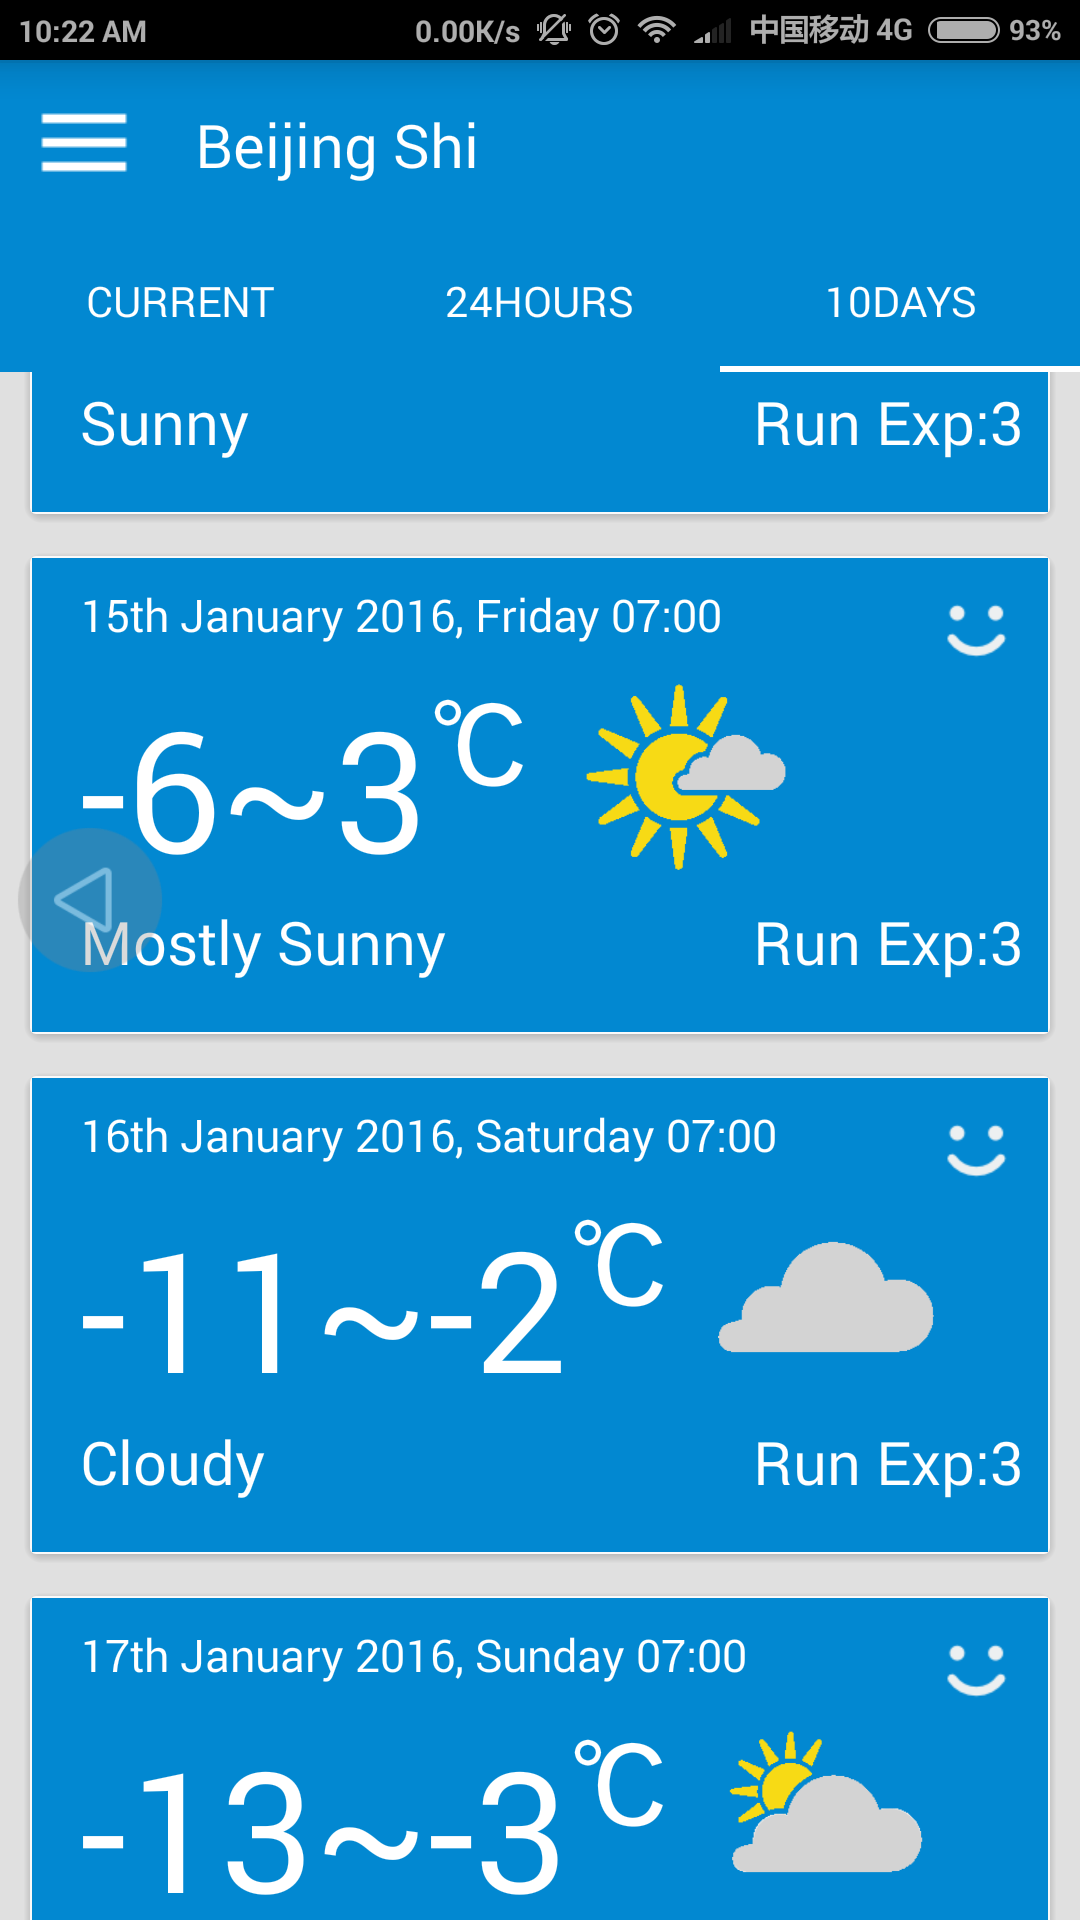 10:22 AM 0.00K/s 中国移动 4G 93%
Beijing Shi
CURRENT 24HOURS 10DAYS
Sunny Run Exp:3
15th January 2016, Friday 07:00
-6~3℃
Mostly Sunny Run Exp:3
16th January 2016, Saturday 07:00
-11~-2℃
Cloudy Run Exp:3
17th January 2016, Sunday 07:00
-13~-3℃